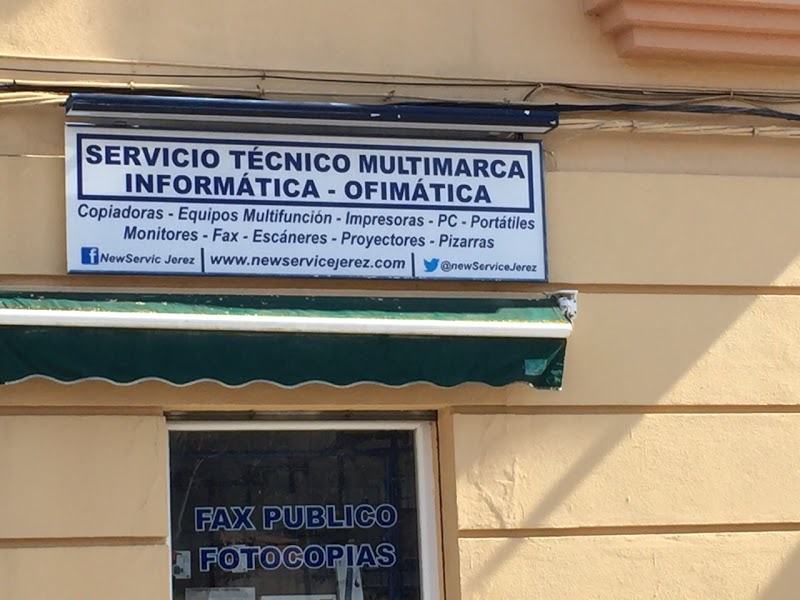 SERVICIO TÉCNICO MULTIMARCA
INFORMÁTICA - OFIMÁTICA
Copiadoras - Equipos Multifunción - Impresoras - PC - Portátiles
Monitores - Fax - Escáneres - Proyectores - Pizarras
f NewServic Jerez | www.newservicejerez.com | @newServiceJerez
FAX PUBLICO
FOTOCOPIAS